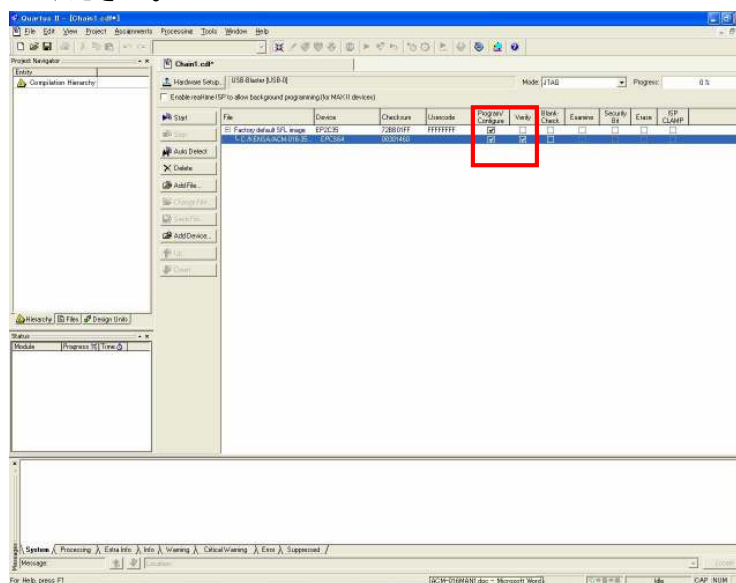 Quartus II - [Chain1.cdf*]
File Edit View Project Assignments Processing Tools Window Help
Project Navigator
Entity
Compilation Hierarchy
Chain1.cdf*
Hardware Setup... USB-Blaster [USB-0]
Mode: JTAG Progress: 0 %
Enable real-time ISP to allow background programming (for MAX II devices)
File Device Checksum Usercode Program/ Configure Verify Blank- Check Examine Security Bit Erase ISP CLAMP
Factory default SFL image EP2C35 FFFFFFFF
EPCS64
Start
Stop
Auto Detect
Delete
Add File...
Change File...
Save File...
Add Device...
Up
Down
Hierarchy Files Design Units
Status
Module Progress % Time
System Processing Extra Info Info Warning Critical Warning Error Suppressed
Messages
Message:
Location:
Locate
For Help, press F1
Idle CAP NUM